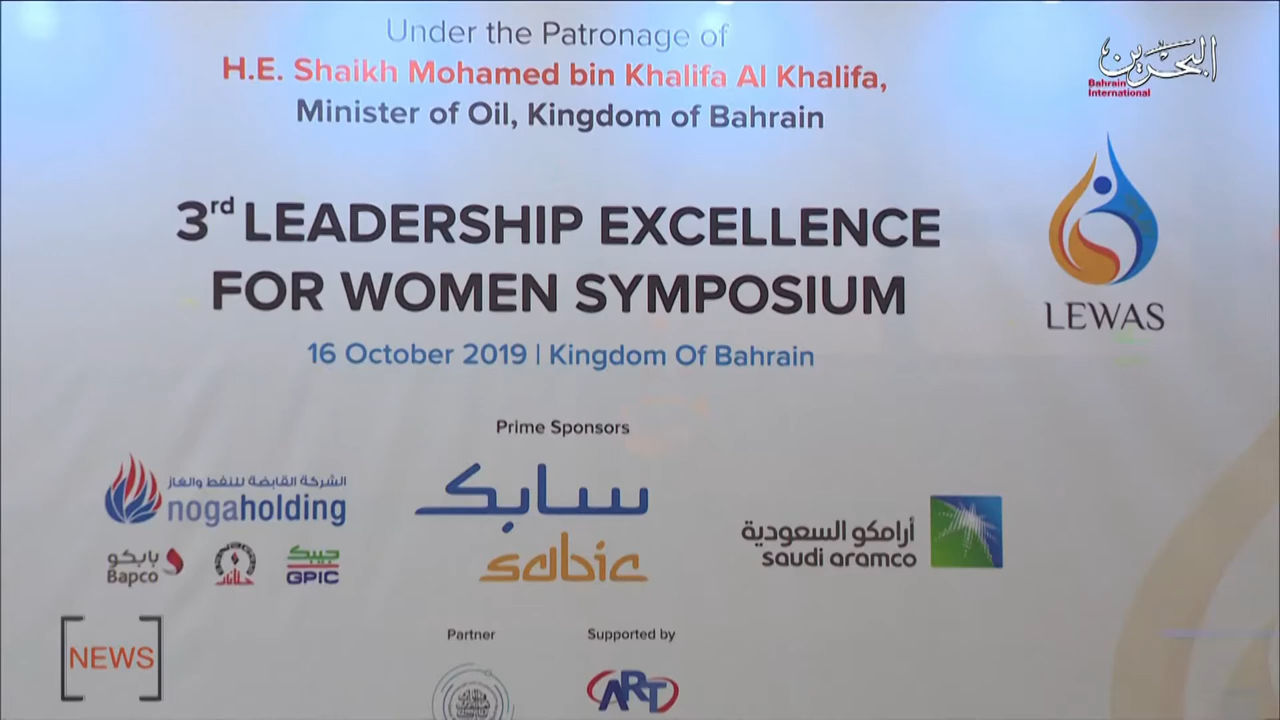 Under the Patronage of
H.E. Shaikh Mohamed bin Khalifa Al Khalifa,
Minister of Oil, Kingdom of Bahrain
البحرين
Bahrain
International
3rd LEADERSHIP EXCELLENCE
FOR WOMEN SYMPOSIUM
LEWAS
16 October 2019 | Kingdom Of Bahrain
Prime Sponsors
الشركة القابضة للنفط والغاز
nogaholding
بابكو
Bapco
جيبك
GPIC
سابك
sabic
أرامكو السعودية
saudi aramco
Partner
Supported by
ART
NEWS